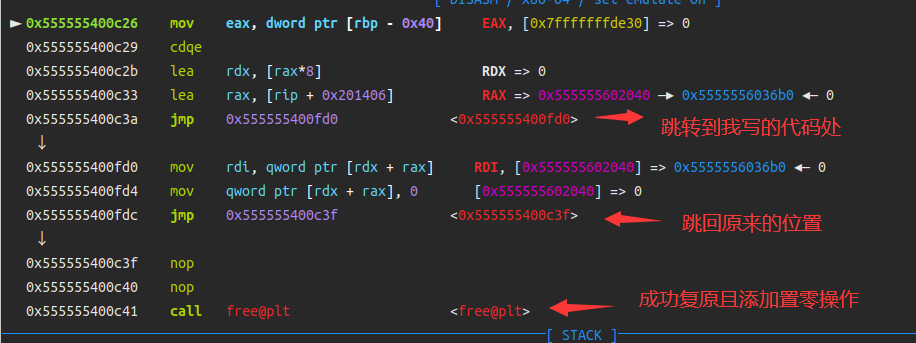 [ DISASM / x86-64 / set emulate on ]
► 0x555555400c26 mov eax, dword ptr [rbp - 0x40] EAX, [0x7fffffffde30] => 0
0x555555400c29 cdqe
0x555555400c2b lea rdx, [rax*8] RDX => 0
0x555555400c33 lea rax, [rip + 0x201406] RAX => 0x555555602040 —▸ 0x5555556036b0 ◂— 0
0x555555400c3a jmp 0x555555400fd0 <0x555555400fd0> 跳转到我写的代码处
↓
0x555555400fd0 mov rdi, qword ptr [rdx + rax] RDI, [0x555555602040] => 0x5555556036b0 ◂— 0
0x555555400fd4 mov qword ptr [rdx + rax], 0 [0x555555602040] => 0
0x555555400fdc jmp 0x555555400c3f <0x555555400c3f> 跳回原来的位置
↓
0x555555400c3f nop
0x555555400c40 nop
0x555555400c41 call free@plt <free@plt> 成功复原且添加置零操作
[ STACK ]